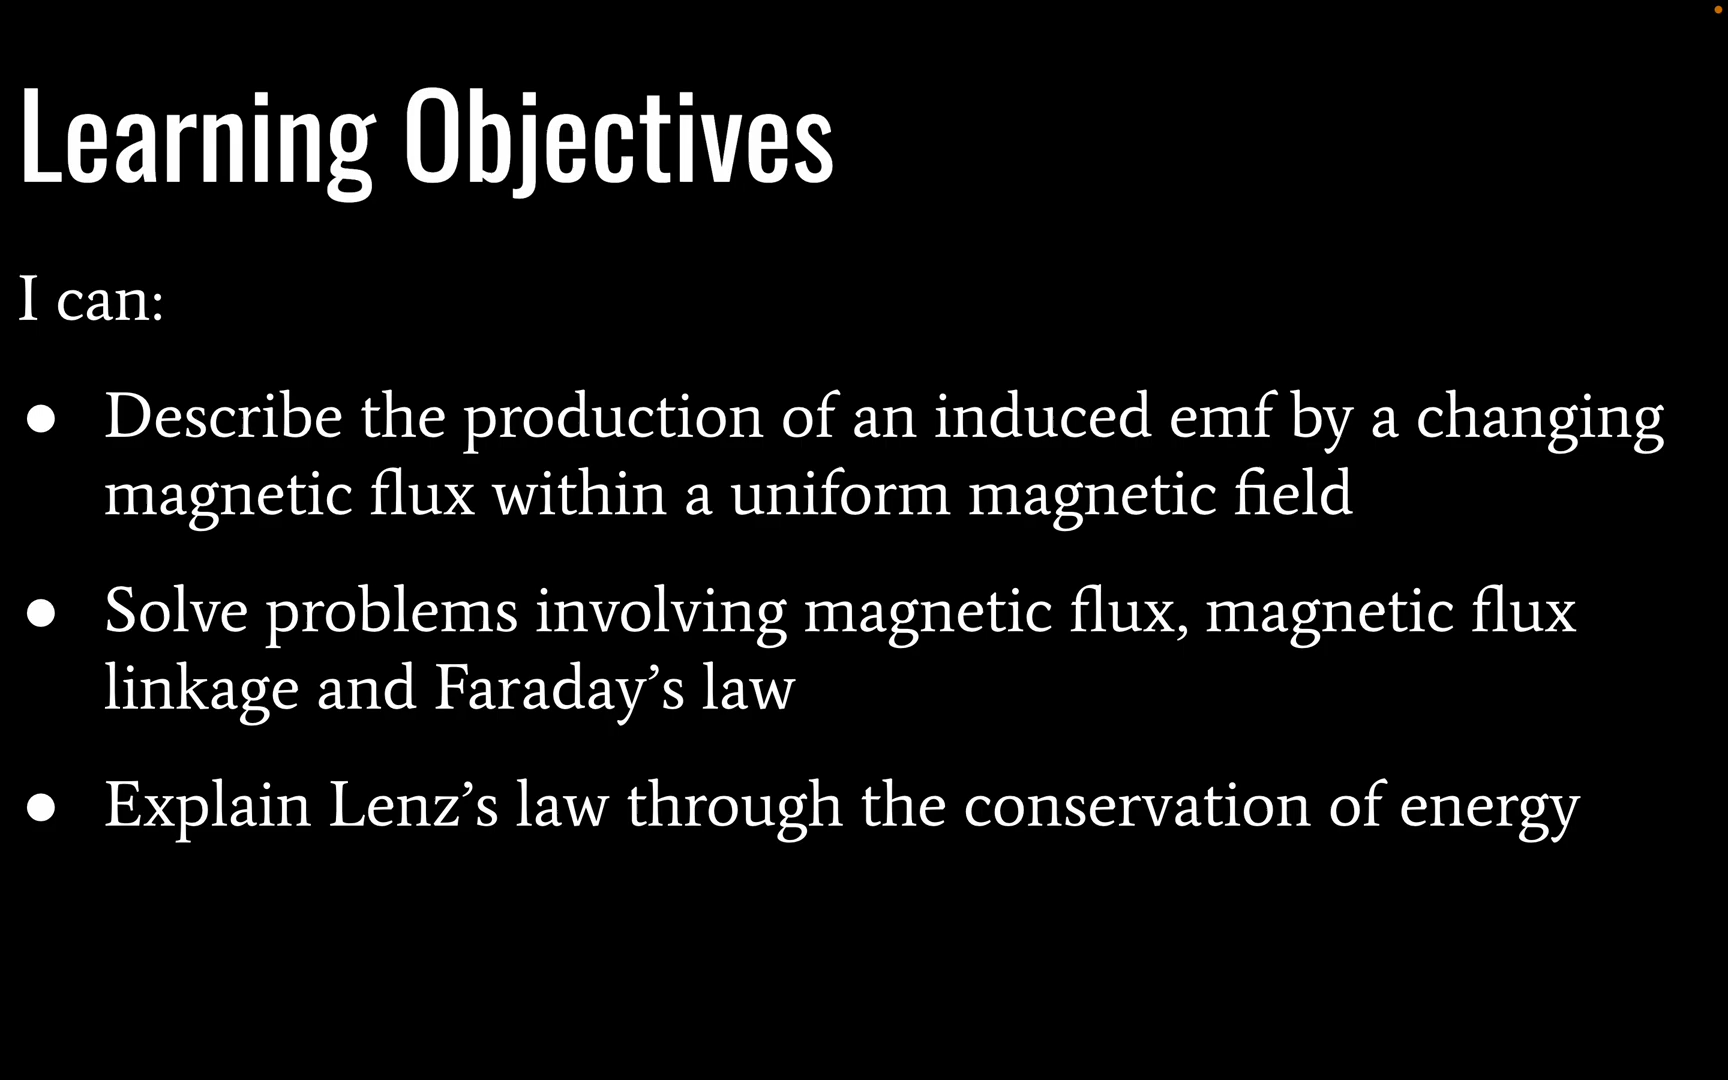 Learning Objectives
I can:
● Describe the production of an induced emf by a changing
magnetic flux within a uniform magnetic field
● Solve problems involving magnetic flux, magnetic flux
linkage and Faraday’s law
● Explain Lenz’s law through the conservation of energy